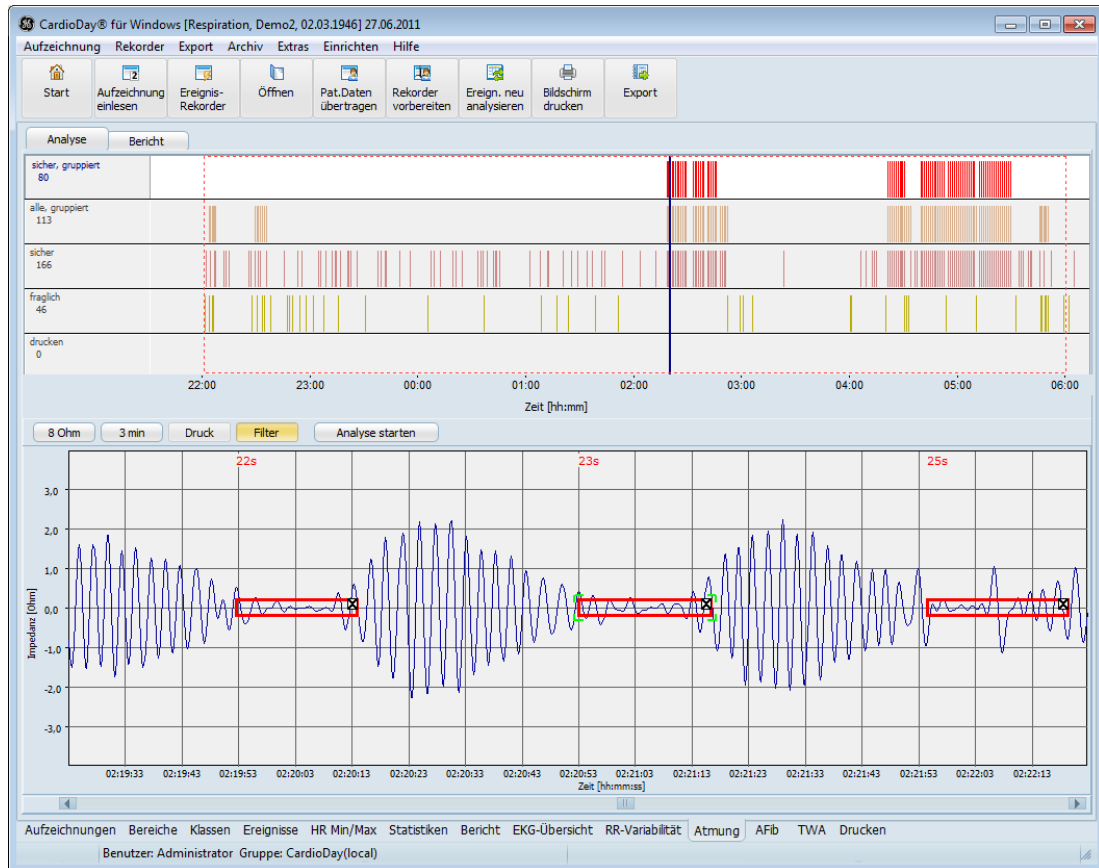 CardioDay® für Windows [Respiration, Demo2, 02.03.1946] 27.06.2011
Aufzeichnung Rekorder Export Archiv Extras Einrichten Hilfe
Start
Aufzeichnung einlesen
Ereignis-Rekorder
Öffnen
Pat.Daten übertragen
Rekorder vorbereiten
Ereign. neu analysieren
Bildschirm drucken
Export
Analyse Bericht
sicher, gruppiert
80
alle, gruppiert
113
sicher
166
fraglich
46
drucken
0
22:00 23:00 00:00 01:00 02:00 03:00 04:00 05:00 06:00
Zeit [hh:mm]
8 Ohm 3 min Druck Filter Analyse starten
22s 23s 25s
3,0
2,0
1,0
0,0
-1,0
-2,0
-3,0
Impedanz [Ohm]
02:19:33 02:19:43 02:19:53 02:20:03 02:20:13 02:20:23 02:20:33 02:20:43 02:20:53 02:21:03 02:21:13 02:21:23 02:21:33 02:21:43 02:21:53 02:22:03 02:22:13
Zeit [hh:mm:ss]
Aufzeichnungen Bereiche Klassen Ereignisse HR Min/Max Statistiken Bericht EKG-Übersicht RR-Variabilität Atmung AFib TWA Drucken
Benutzer: Administrator Gruppe: CardioDay(local)